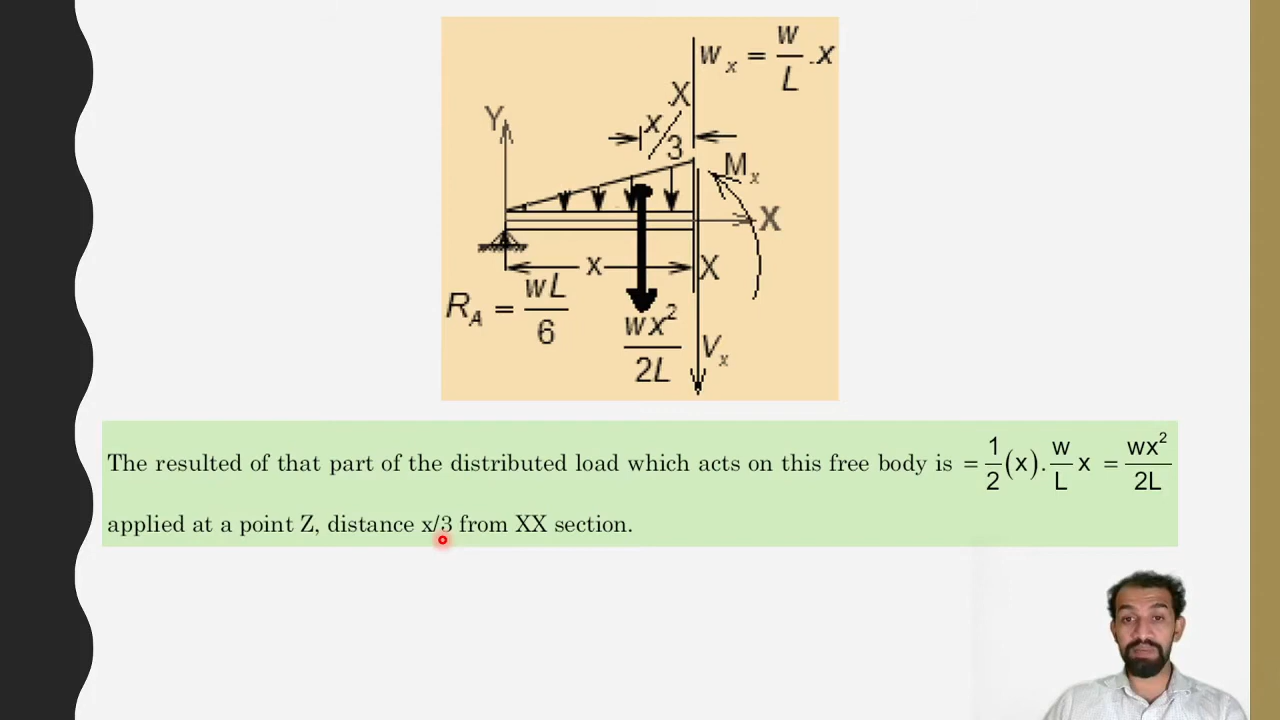 w_x = w/L .x
X
x/3
Y
M_x
X
x
X
R_A = wL/6
wx²/2L
V_x
The resulted of that part of the distributed load which acts on this free body is = 1/2 (x). w/L x = wx²/2L
applied at a point Z, distance x/3 from XX section.